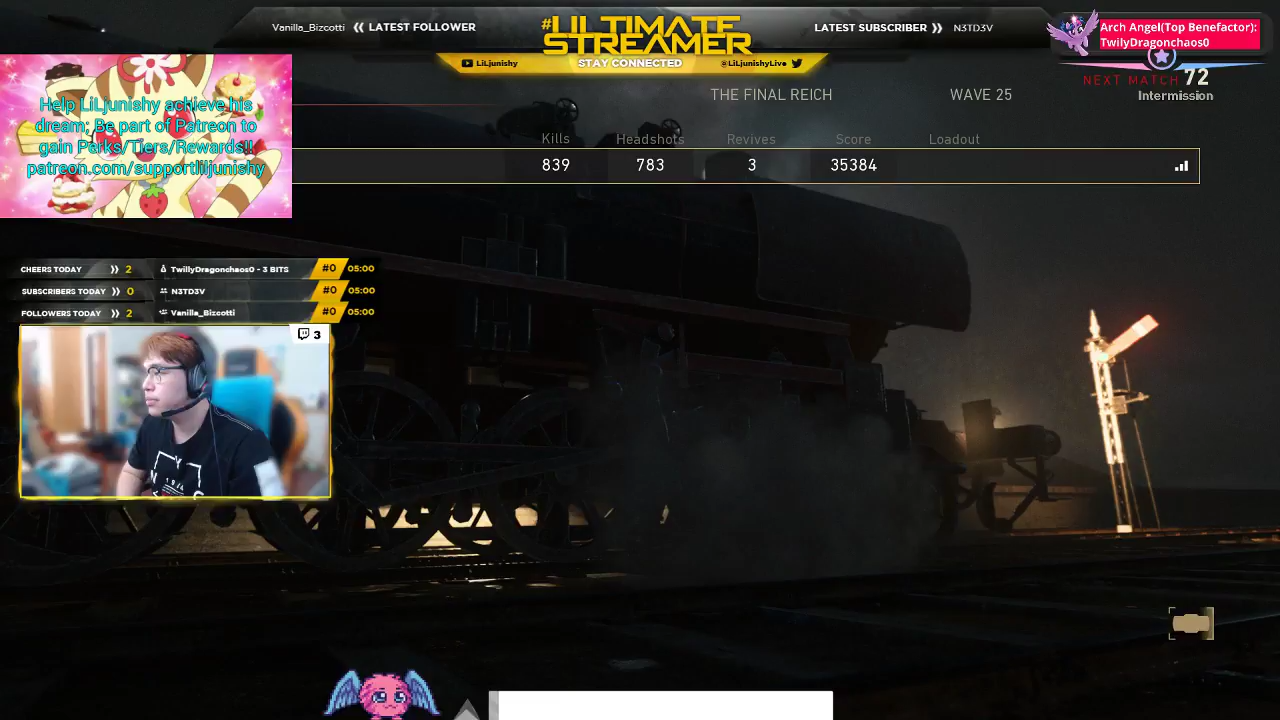 Vanilla_Bizcotti
LATEST FOLLOWER
#ULTIMATE
STREAMER
LATEST SUBSCRIBER
N3TD3V
Arch Angel(Top Benefactor):
TwilyDragonchaos0
LiLjunishy
STAY CONNECTED
@LiLjunishyLive
NEXT MATCH 72
Intermission
THE FINAL REICH
WAVE 25
Help LiLjunishy achieve his
dream; Be part of Patreon to
gain Perks/Tiers/Rewards!!
patreon.com/supportliljunishy
Kills Headshots Revives Score Loadout
839 783 3 35384
CHEERS TODAY 2 TwillyDragonchaos0 - 3 BITS #0 05:00
SUBSCRIBERS TODAY 0 N3TD3V #0 05:00
FOLLOWERS TODAY 2 Vanilla_Bizcotti #0 05:00
3